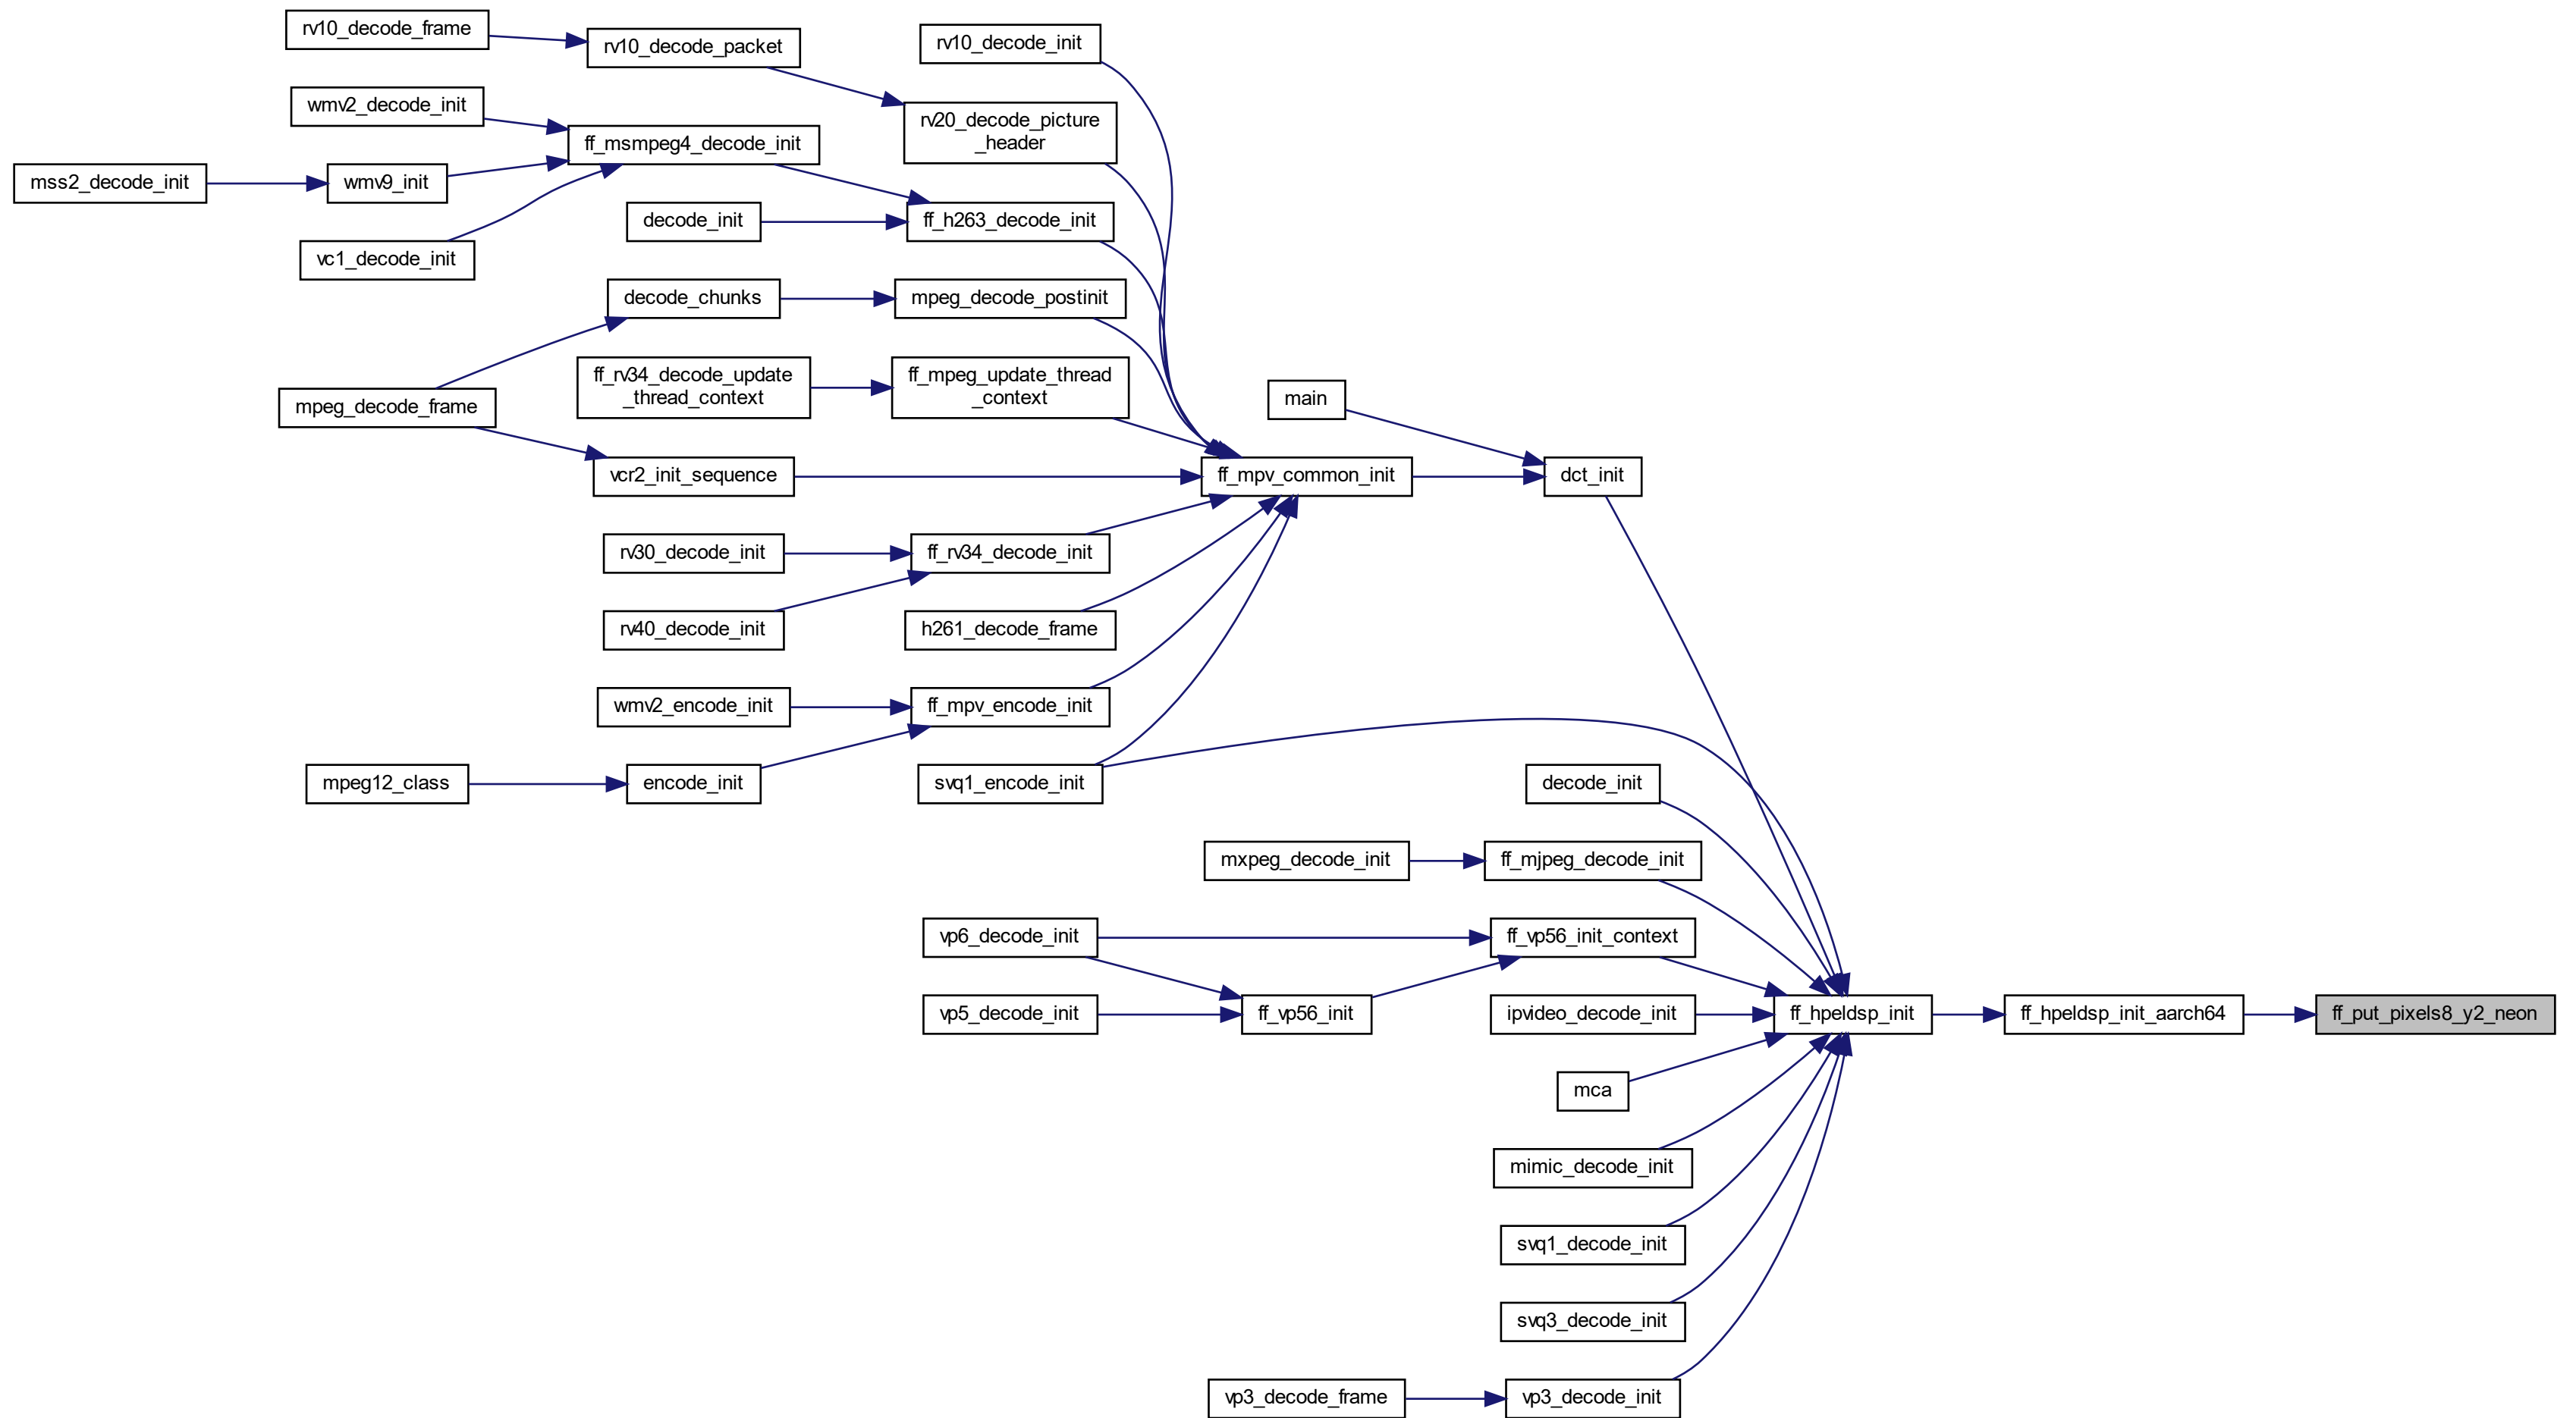 rv10_decode_frame
rv10_decode_packet
rv10_decode_init
wmv2_decode_init
rv20_decode_picture
_header
ff_msmpeg4_decode_init
mss2_decode_init
wmv9_init
decode_init
ff_h263_decode_init
vc1_decode_init
decode_chunks
mpeg_decode_postinit
ff_rv34_decode_update
_thread_context
ff_mpeg_update_thread
_context
mpeg_decode_frame
main
vcr2_init_sequence
ff_mpv_common_init
dct_init
rv30_decode_init
ff_rv34_decode_init
rv40_decode_init
h261_decode_frame
wmv2_encode_init
ff_mpv_encode_init
mpeg12_class
encode_init
svq1_encode_init
decode_init
mxpeg_decode_init
ff_mjpeg_decode_init
vp6_decode_init
ff_vp56_init_context
vp5_decode_init
ff_vp56_init
ipvideo_decode_init
ff_hpeldsp_init
ff_hpeldsp_init_aarch64
ff_put_pixels8_y2_neon
mca
mimic_decode_init
svq1_decode_init
svq3_decode_init
vp3_decode_frame
vp3_decode_init